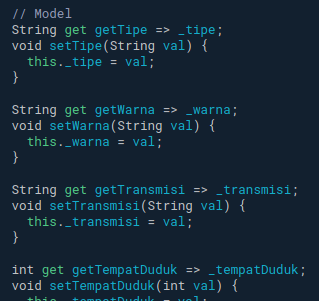 // Model
String get getTipe => _tipe;
void setTipe(String val) {
this._tipe = val;
}
String get getWarna => _warna;
void setWarna(String val) {
this._warna = val;
}
String get getTransmisi => _transmisi;
void setTransmisi(String val) {
this._transmisi = val;
}
int get getTempatDuduk => _tempatDuduk;
void setTempatDuduk(int val) {
this._tempatDuduk = val;